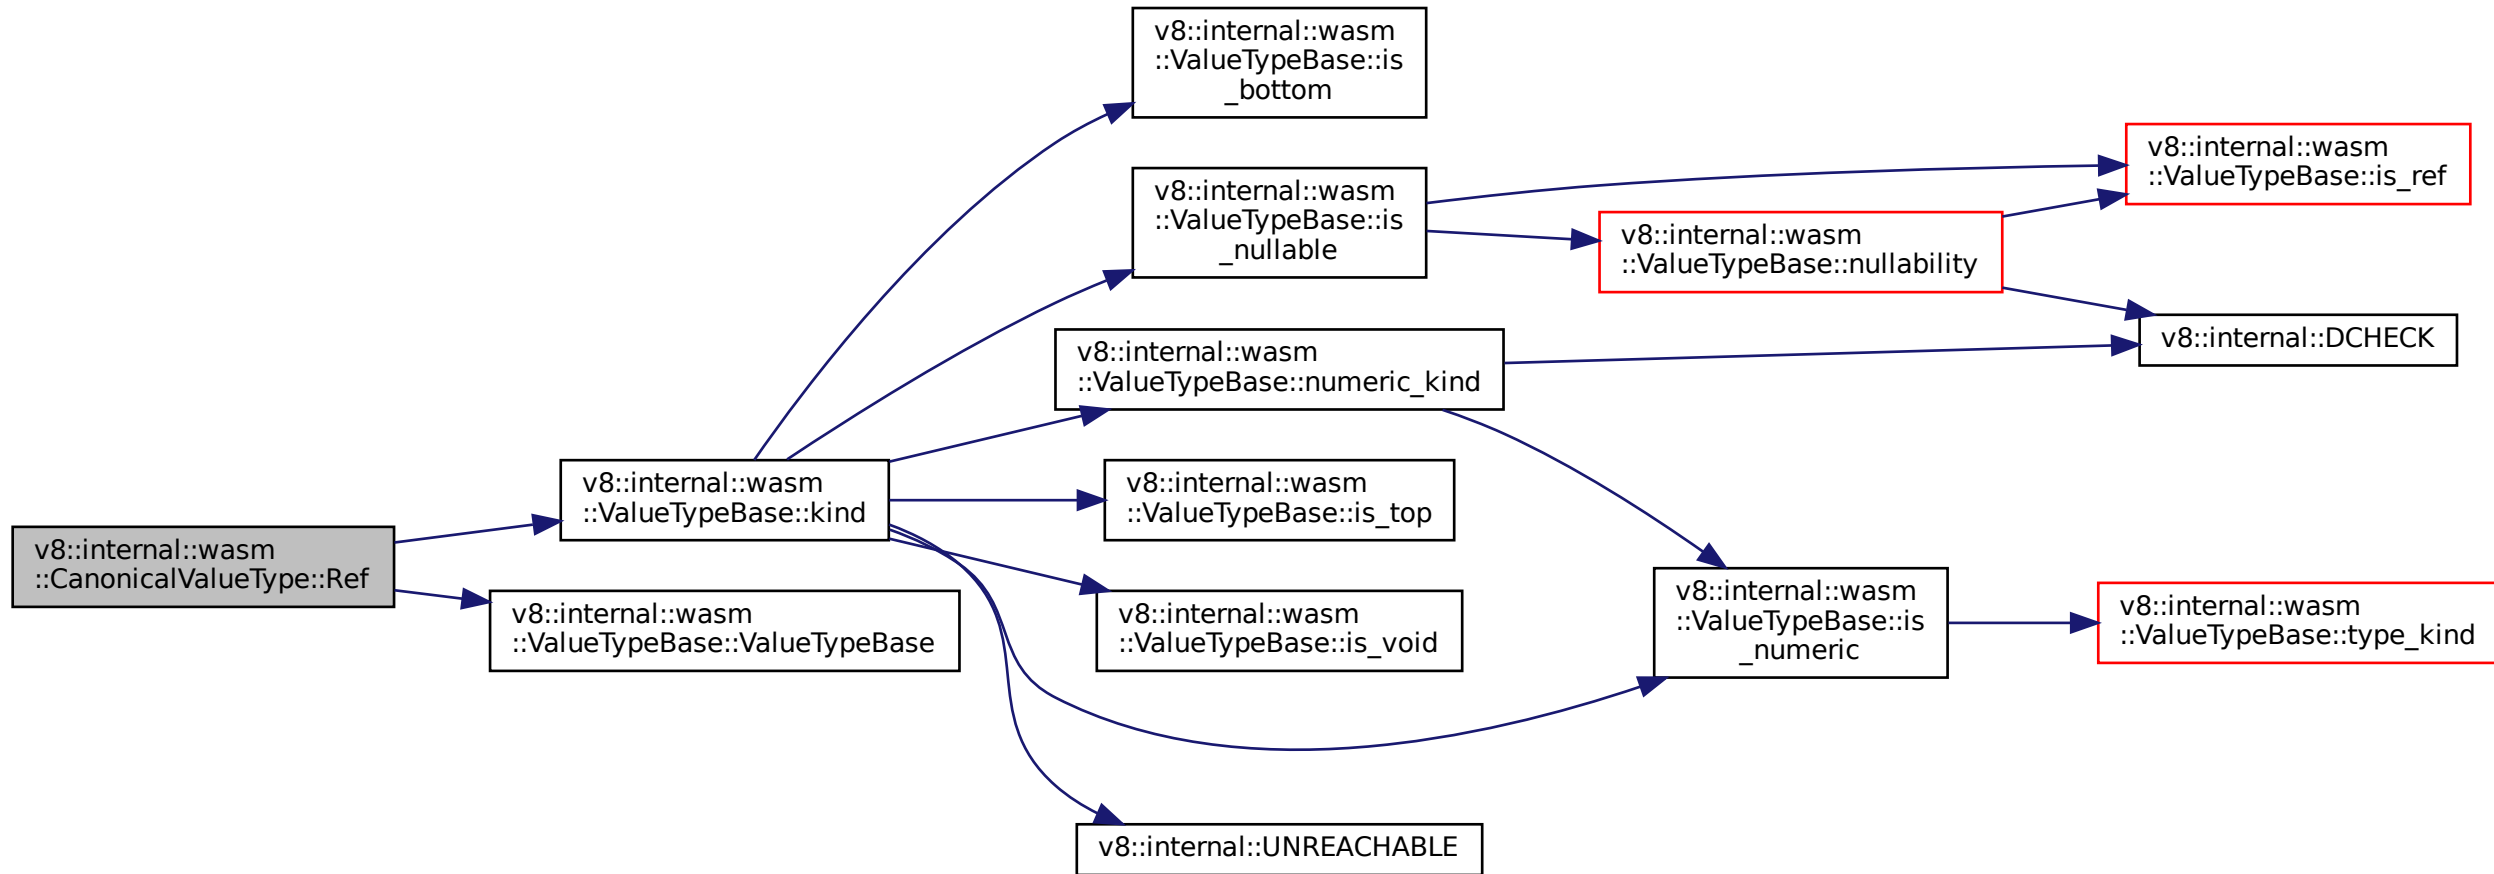 v8::internal::wasm
::CanonicalValueType::Ref
v8::internal::wasm
::ValueTypeBase::kind
v8::internal::wasm
::ValueTypeBase::ValueTypeBase
v8::internal::wasm
::ValueTypeBase::is
_bottom
v8::internal::wasm
::ValueTypeBase::is
_nullable
v8::internal::wasm
::ValueTypeBase::numeric_kind
v8::internal::wasm
::ValueTypeBase::is_top
v8::internal::wasm
::ValueTypeBase::is_void
v8::internal::UNREACHABLE
v8::internal::wasm
::ValueTypeBase::nullability
v8::internal::wasm
::ValueTypeBase::is
_numeric
v8::internal::wasm
::ValueTypeBase::is_ref
v8::internal::DCHECK
v8::internal::wasm
::ValueTypeBase::type_kind